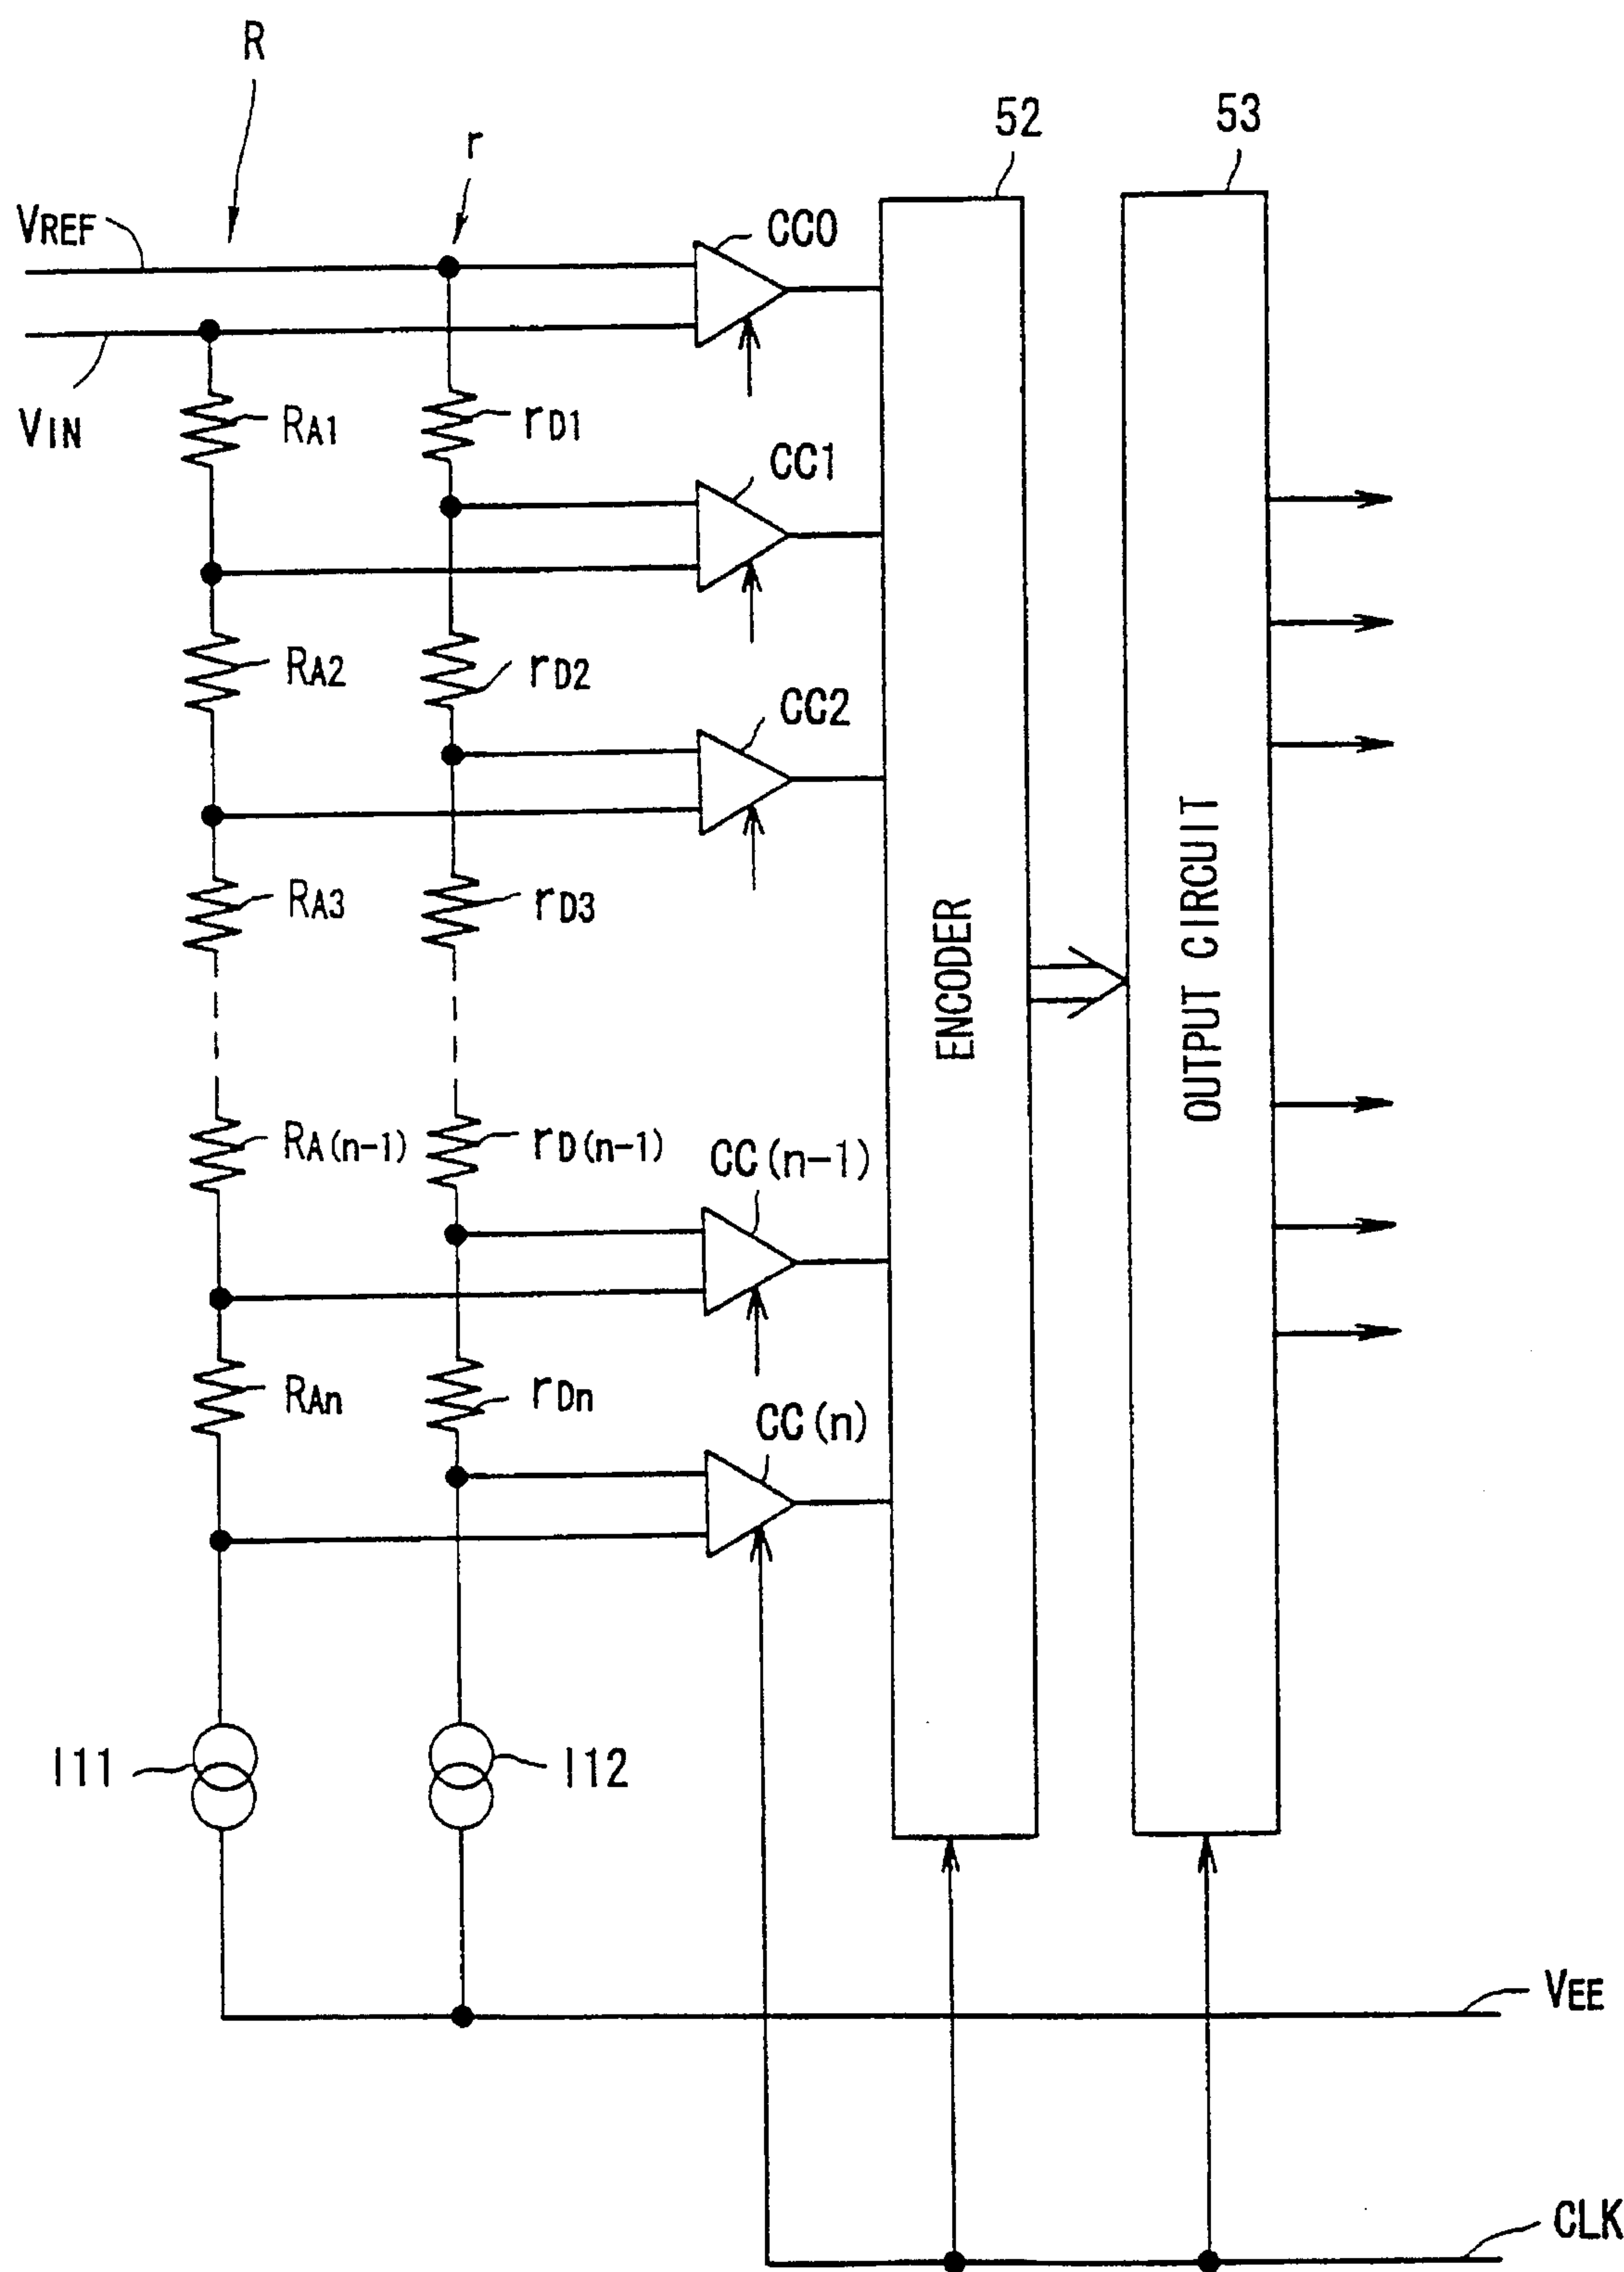 R
r
52
53
VREF
CC0
VIN
RA1
rD1
CC1
RA2
rD2
CC2
RA3
rD3
ENCODER
OUTPUT CIRCUIT
RA(n-1)
rD(n-1)
CC(n-1)
RAn
rDn
CC(n)
I11
I12
VEE
CLK